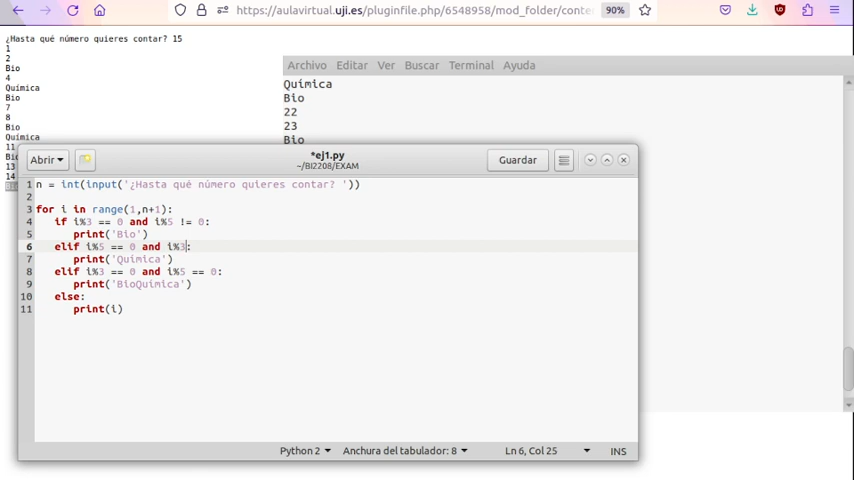 https://aulavirtual.uji.es/pluginfile.php/6548958/mod_folder/conte
90%
¿Hasta qué número quieres contar? 15
1
2
Bio
4
Química
Bio
7
8
Bio
Química
11
13
14
Archivo Editar Ver Buscar Terminal Ayuda
Química
Bio
22
23
Bio
Abrir
*ej1.py
~/BI2208/EXAM
Guardar
1 n = int(input('¿Hasta qué número quieres contar? '))
2
3 for i in range(1,n+1):
4 if i%3 == 0 and i%5 != 0:
5 print('Bio')
6 elif i%5 == 0 and i%3:
7 print('Química')
8 elif i%3 == 0 and i%5 == 0:
9 print('BioQuímica')
10 else:
11 print(i)
Python 2 Anchura del tabulador: 8 Ln 6, Col 25 INS